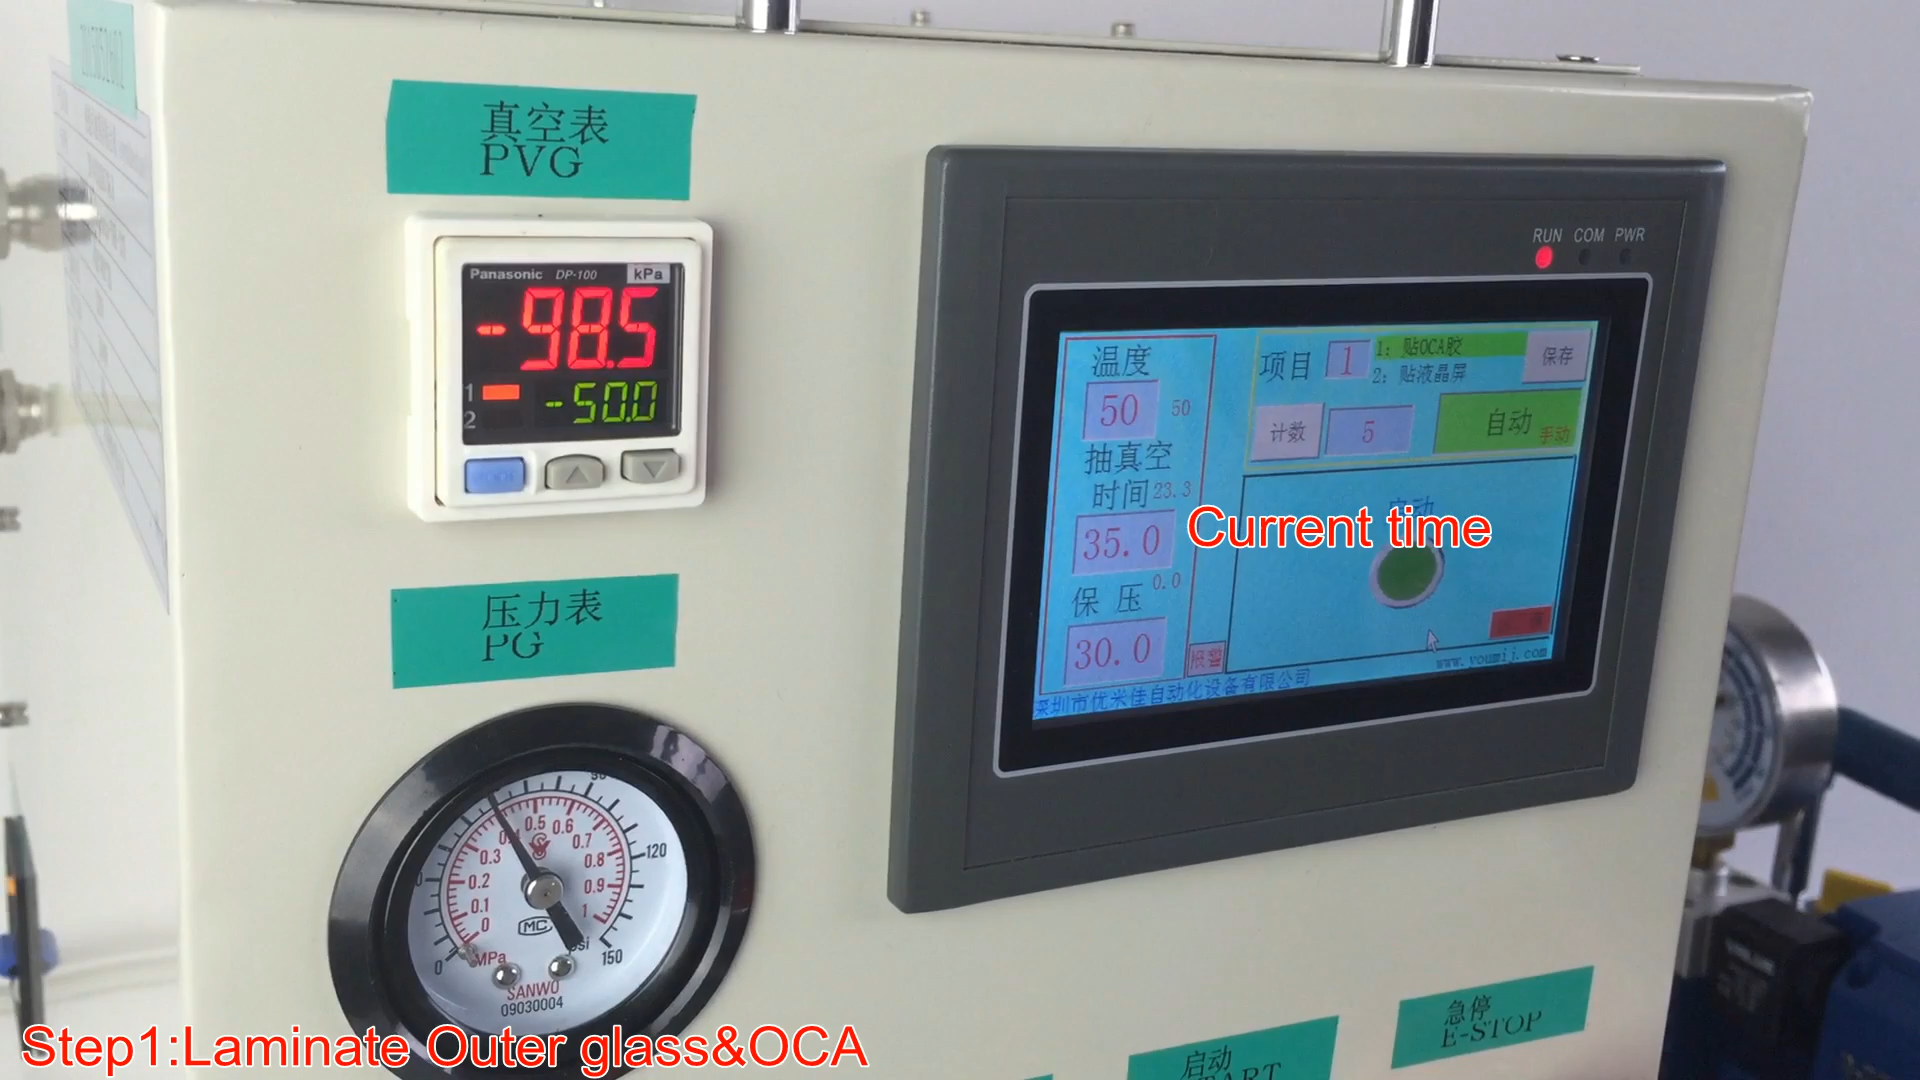 真空表
PVG
Panasonic DP-100 kPa
-98.5
1
2
-50.0
压力表
PG
120
150
0
0
0.1
0.2
0.3
0.4
0.5
0.6
0.7
0.8
0.9
1
MPa
psi
MC
SANWO
09030004
RUN COM PWR
温度
50 50
抽真空
时间 23.3
35.0
保 压 0.0
30.0
报警
项目 1
1: 贴OCA胶
2: 贴液晶屏
保存
计数 5
自动 手动
启动
Current time
www.youmij.com
深圳市优米佳自动化设备有限公司
急停
E-STOP
启动
START
Step1:Laminate Outer glass&OCA